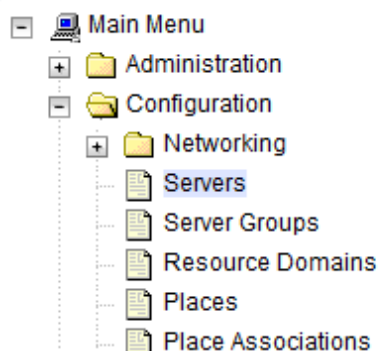 Main Menu
Administration
Configuration
Networking
Servers
Server Groups
Resource Domains
Places
Place Associations